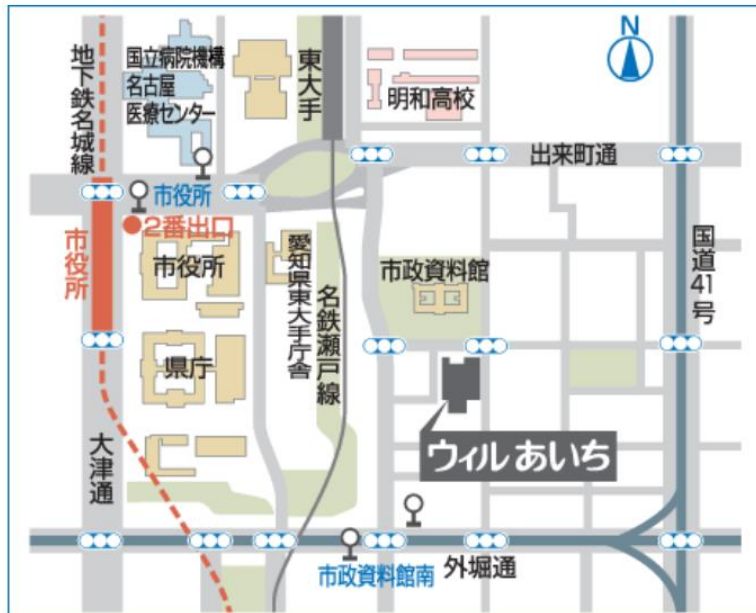 N
国立病院機構
名古屋
医療センター
地下鉄名城線
東大手
明和高校
出来町通
市役所
2番出口
市役所
市役所
愛知県東大手庁舎
名鉄瀬戸線
市政資料館
国道41号
県庁
大津通
ウィルあいち
市政資料館南
外堀通